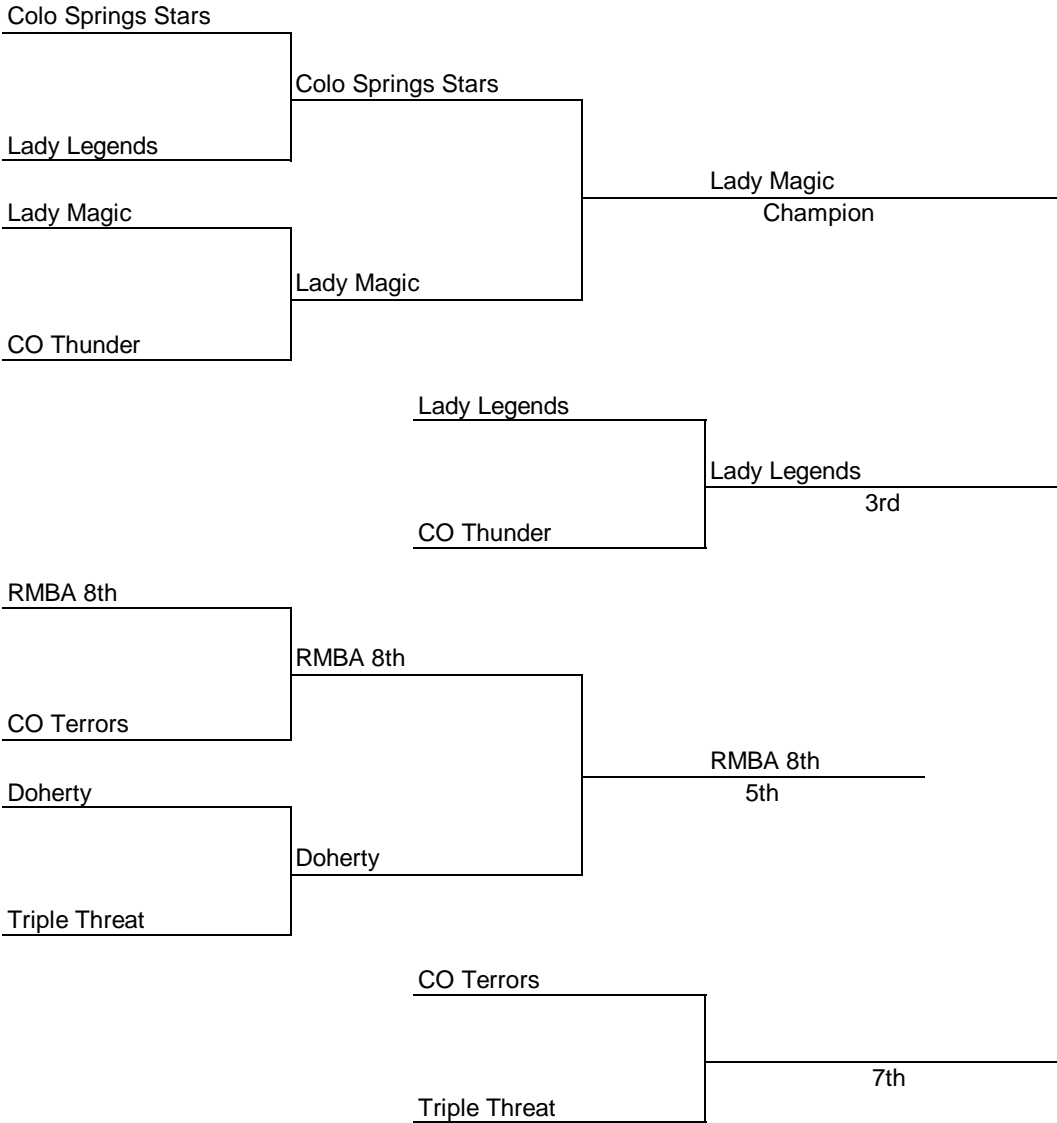 Colo Springs Stars
Colo Springs Stars
Lady Legends
Lady Magic
Lady Magic
Champion
Lady Magic
CO Thunder
Lady Legends
Lady Legends
3rd
CO Thunder
RMBA 8th
RMBA 8th
CO Terrors
RMBA 8th
Doherty
5th
Doherty
Triple Threat
CO Terrors
7th
Triple Threat